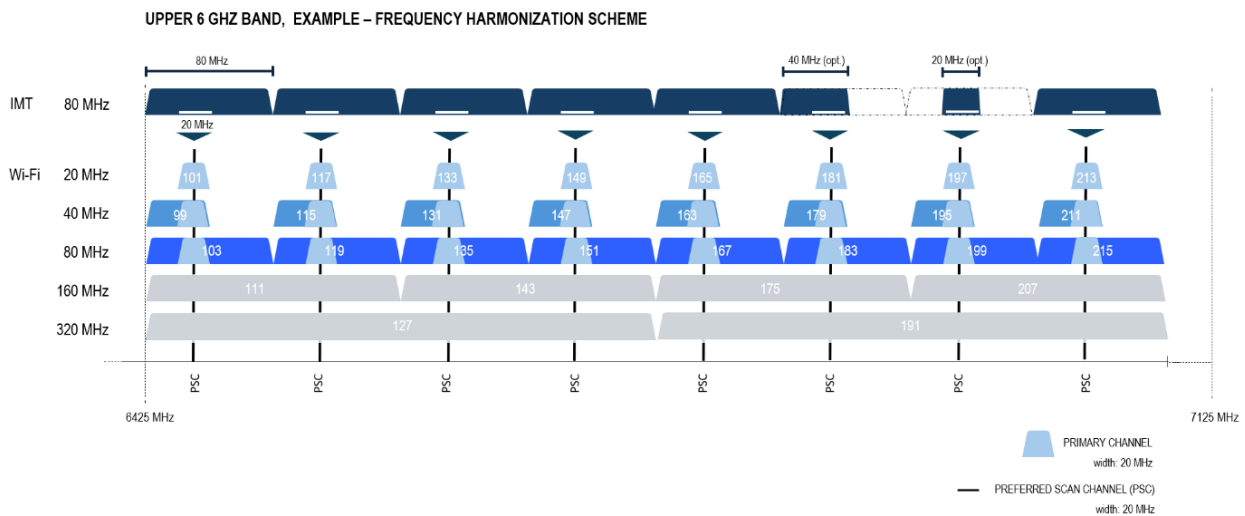 UPPER 6 GHZ BAND, EXAMPLE – FREQUENCY HARMONIZATION SCHEME
80 MHz 40 MHz (opt.) 20 MHz (opt.)
IMT 80 MHz
20 MHz
Wi-Fi 20 MHz 101 117 133 149 165 181 197 213
40 MHz 99 115 131 147 163 179 195 211
80 MHz 103 119 135 151 167 183 199 215
160 MHz 111 143 175 207
320 MHz 127 191
PSC PSC PSC PSC PSC PSC PSC PSC
6425 MHz 7125 MHz
PRIMARY CHANNEL
width: 20 MHz
PREFERRED SCAN CHANNEL (PSC)
width: 20 MHz